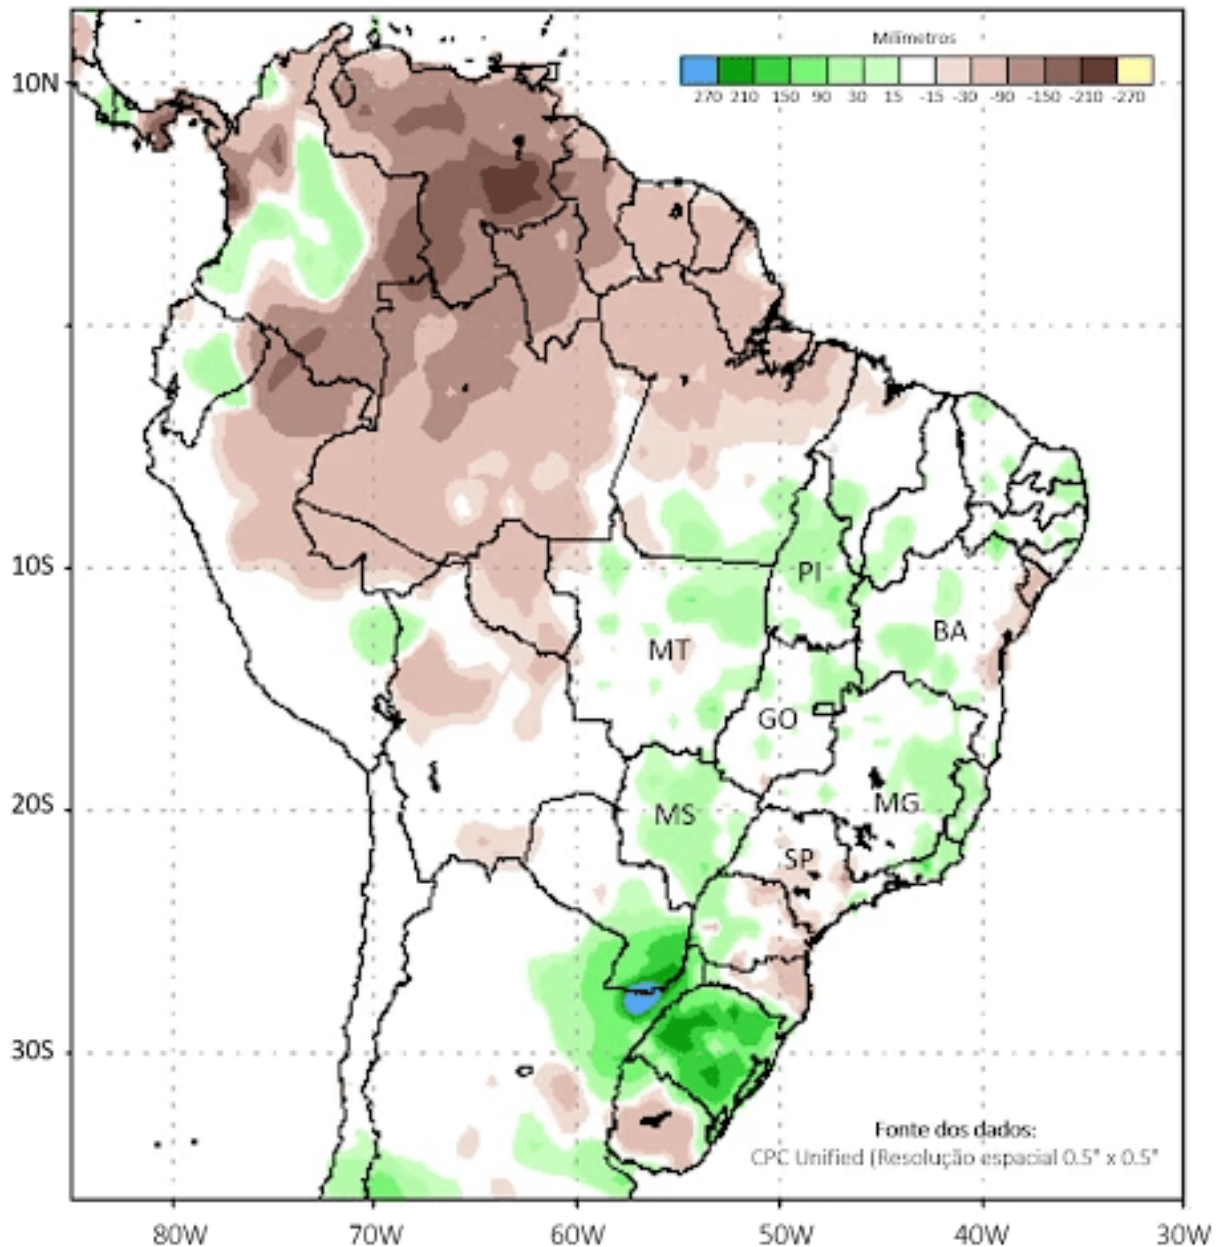 Milímetros
270 210 150 90 30 15 -15 -30 -90 -150 -210 -270
10N
10S
PI
BA
MT
GO
20S
MS
MG
SP
30S
Fonte dos dados:
CPC Unified (Resolução espacial 0.5° x 0.5°
80W 70W 60W 50W 40W 30W